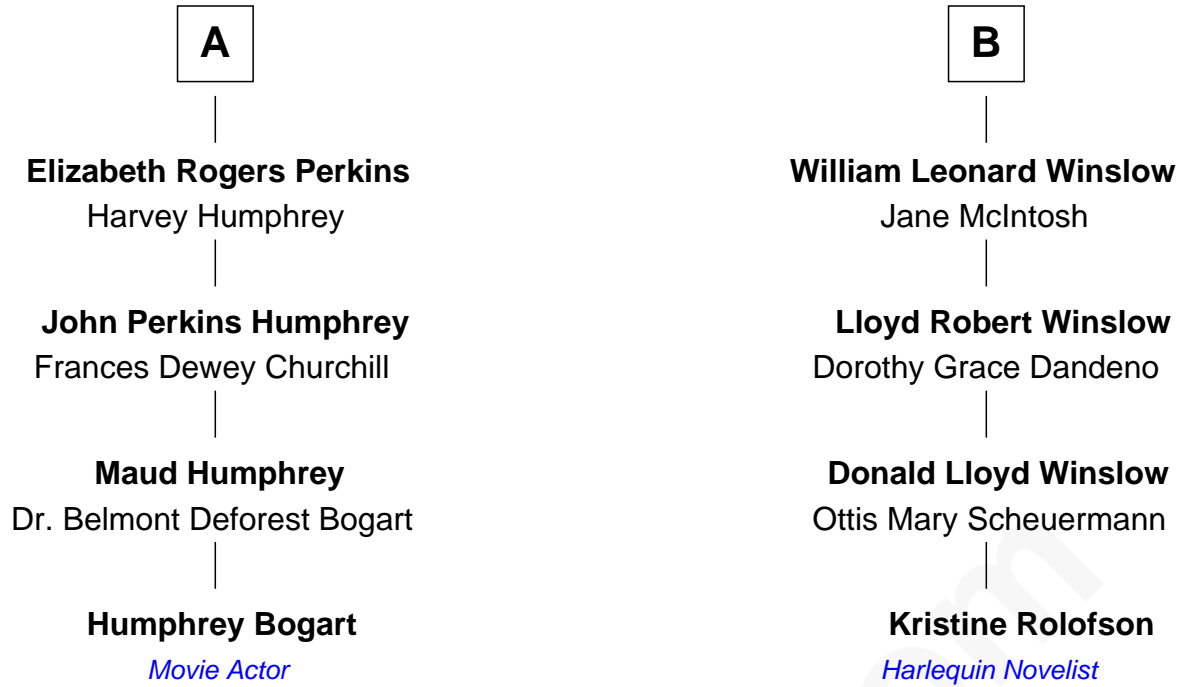 A
Elizabeth Rogers Perkins
Harvey Humphrey
John Perkins Humphrey
Frances Dewey Churchill
Maud Humphrey
Dr. Belmont Deforest Bogart
Humphrey Bogart
Movie Actor
B
William Leonard Winslow
Jane McIntosh
Lloyd Robert Winslow
Dorothy Grace Dandeno
Donald Lloyd Winslow
Ottis Mary Scheuermann
Kristine Rolofson
Harlequin Novelist